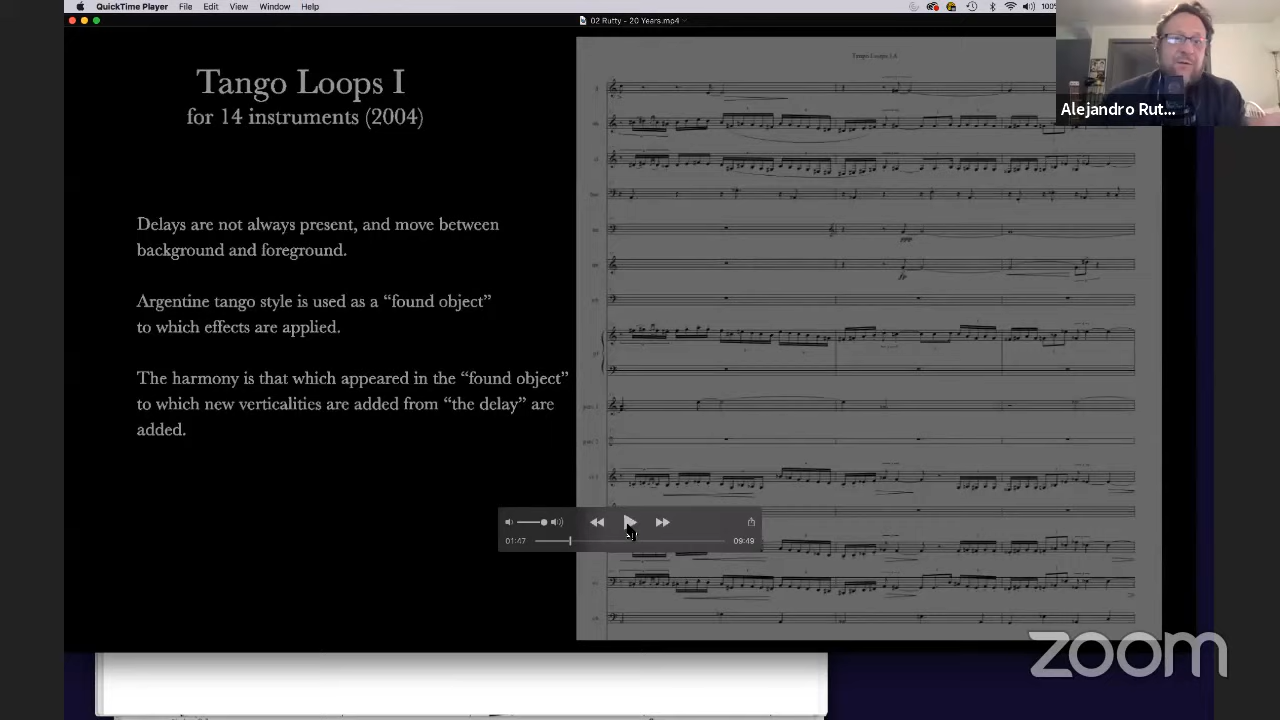 QuickTime Player File Edit View Window Help
100%
02 Rutty - 20 Years.mp4
Tango Loops I
for 14 instruments (2004)
Delays are not always present, and move between
background and foreground.
Argentine tango style is used as a “found object”
to which effects are applied.
The harmony is that which appeared in the “found object”
to which new verticalities are added from “the delay” are
added.
Alejandro Rut...
01:47
09:49
zoom